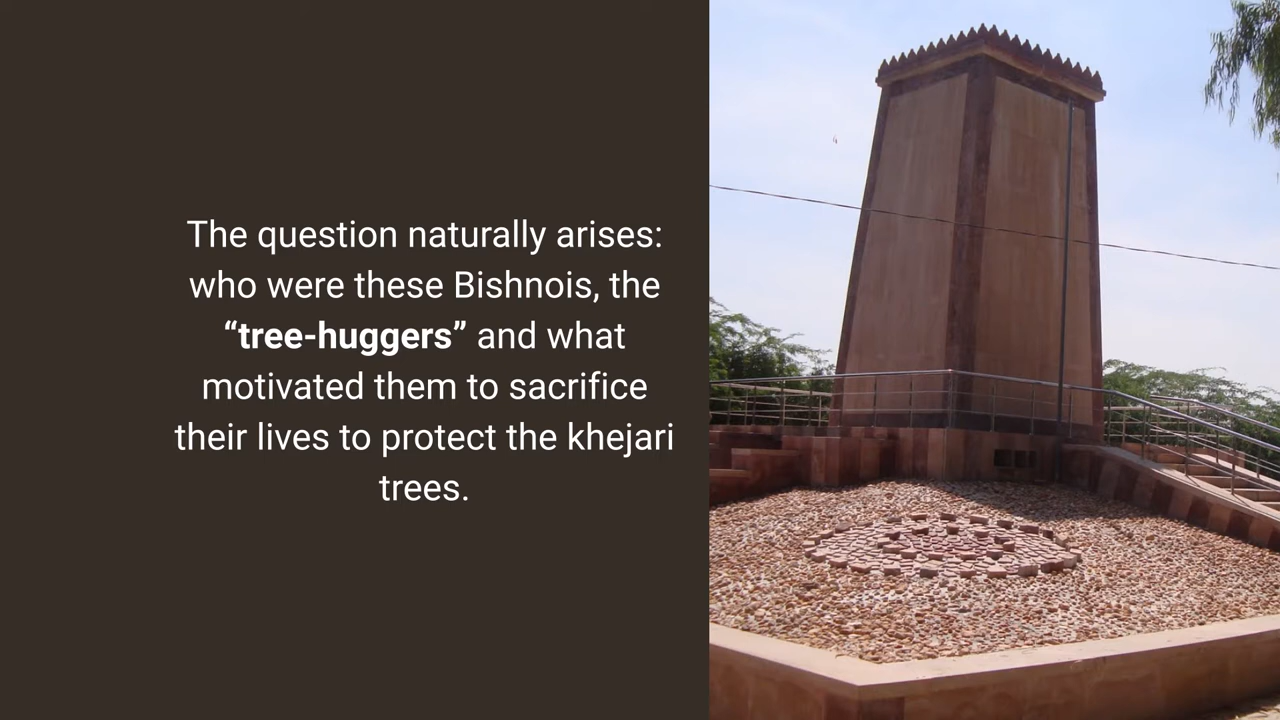 The question naturally arises:
who were these Bishnois, the
“tree-huggers” and what
motivated them to sacrifice
their lives to protect the khejari
trees.